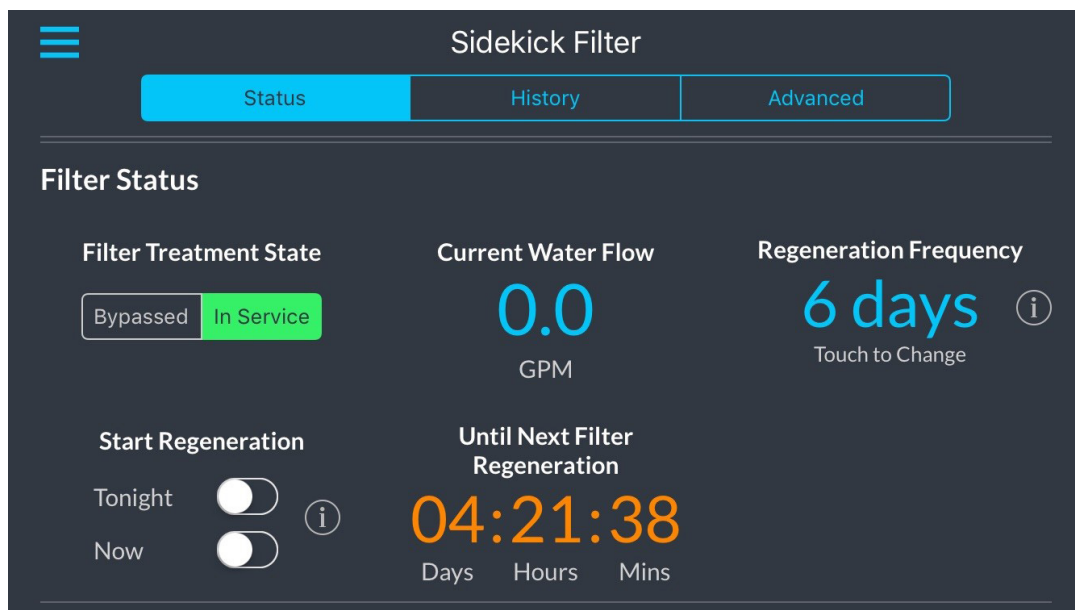 Sidekick Filter
Status History Advanced
Filter Status
Filter Treatment State
Bypassed In Service
Current Water Flow
0.0
GPM
Regeneration Frequency
6 days
i
Touch to Change
Start Regeneration
Tonight
Now
i
Until Next Filter
Regeneration
04:21:38
Days Hours Mins